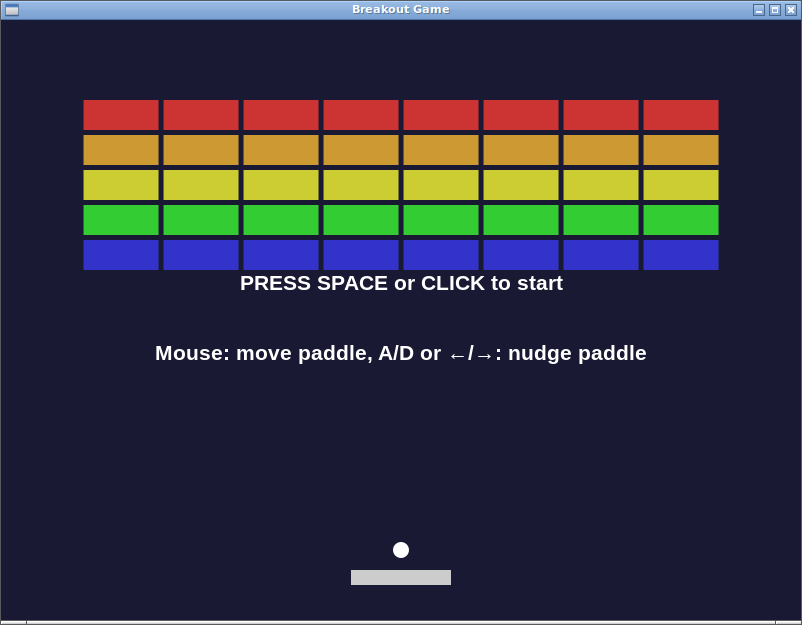 Breakout Game
PRESS SPACE or CLICK to start
Mouse: move paddle, A/D or ←/→: nudge paddle